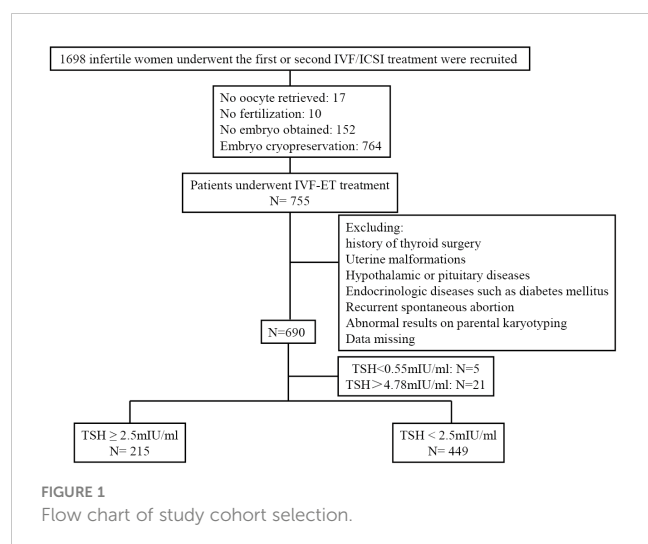 1698 infertile women underwent the first or second IVF/ICSI treatment were recruited
No oocyte retrieved: 17
No fertilization: 10
No embryo obtained: 152
Embryo cryopreservation: 764
Patients underwent IVF-ET treatment
N= 755
Excluding:
history of thyroid surgery
Uterine malformations
Hypothalamic or pituitary diseases
Endocrinologic diseases such as diabetes mellitus
Recurrent spontaneous abortion
Abnormal results on parental karyotyping
Data missing
N=690
TSH<0.55mIU/ml: N=5
TSH＞4.78mIU/ml: N=21
TSH ≥ 2.5mIU/ml
N= 215
TSH < 2.5mIU/ml
N= 449
FIGURE 1
Flow chart of study cohort selection.